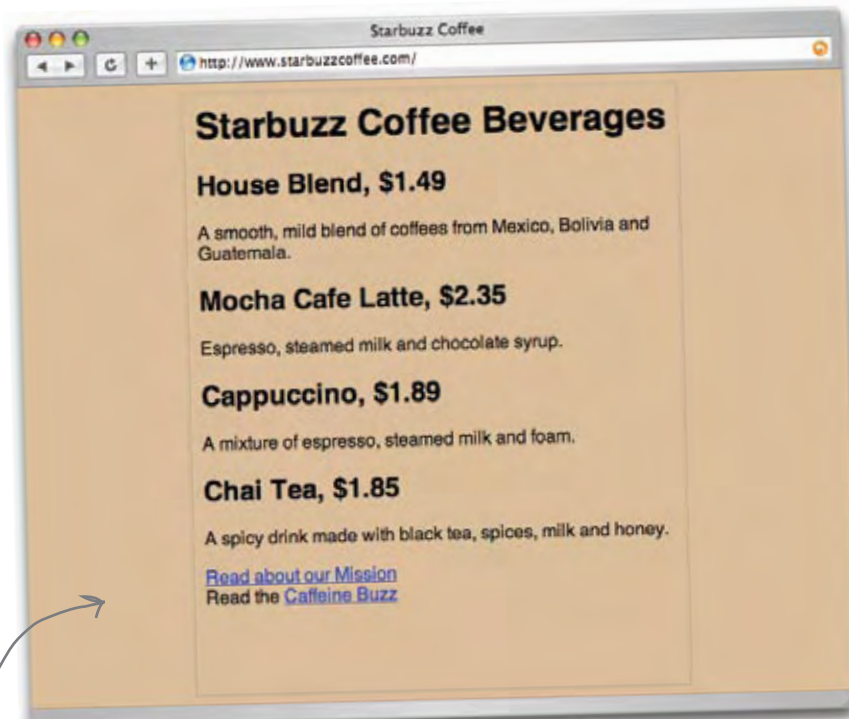 Starbuzz Coffee
http://www.starbuzzcoffee.com/
Starbuzz Coffee Beverages
House Blend, $1.49
A smooth, mild blend of coffees from Mexico, Bolivia and
Guatemala.
Mocha Cafe Latte, $2.35
Espresso, steamed milk and chocolate syrup.
Cappuccino, $1.89
A mixture of espresso, steamed milk and foam.
Chai Tea, $1.85
A spicy drink made with black tea, spices, milk and honey.
Read about our Mission
Read the Caffeine Buzz